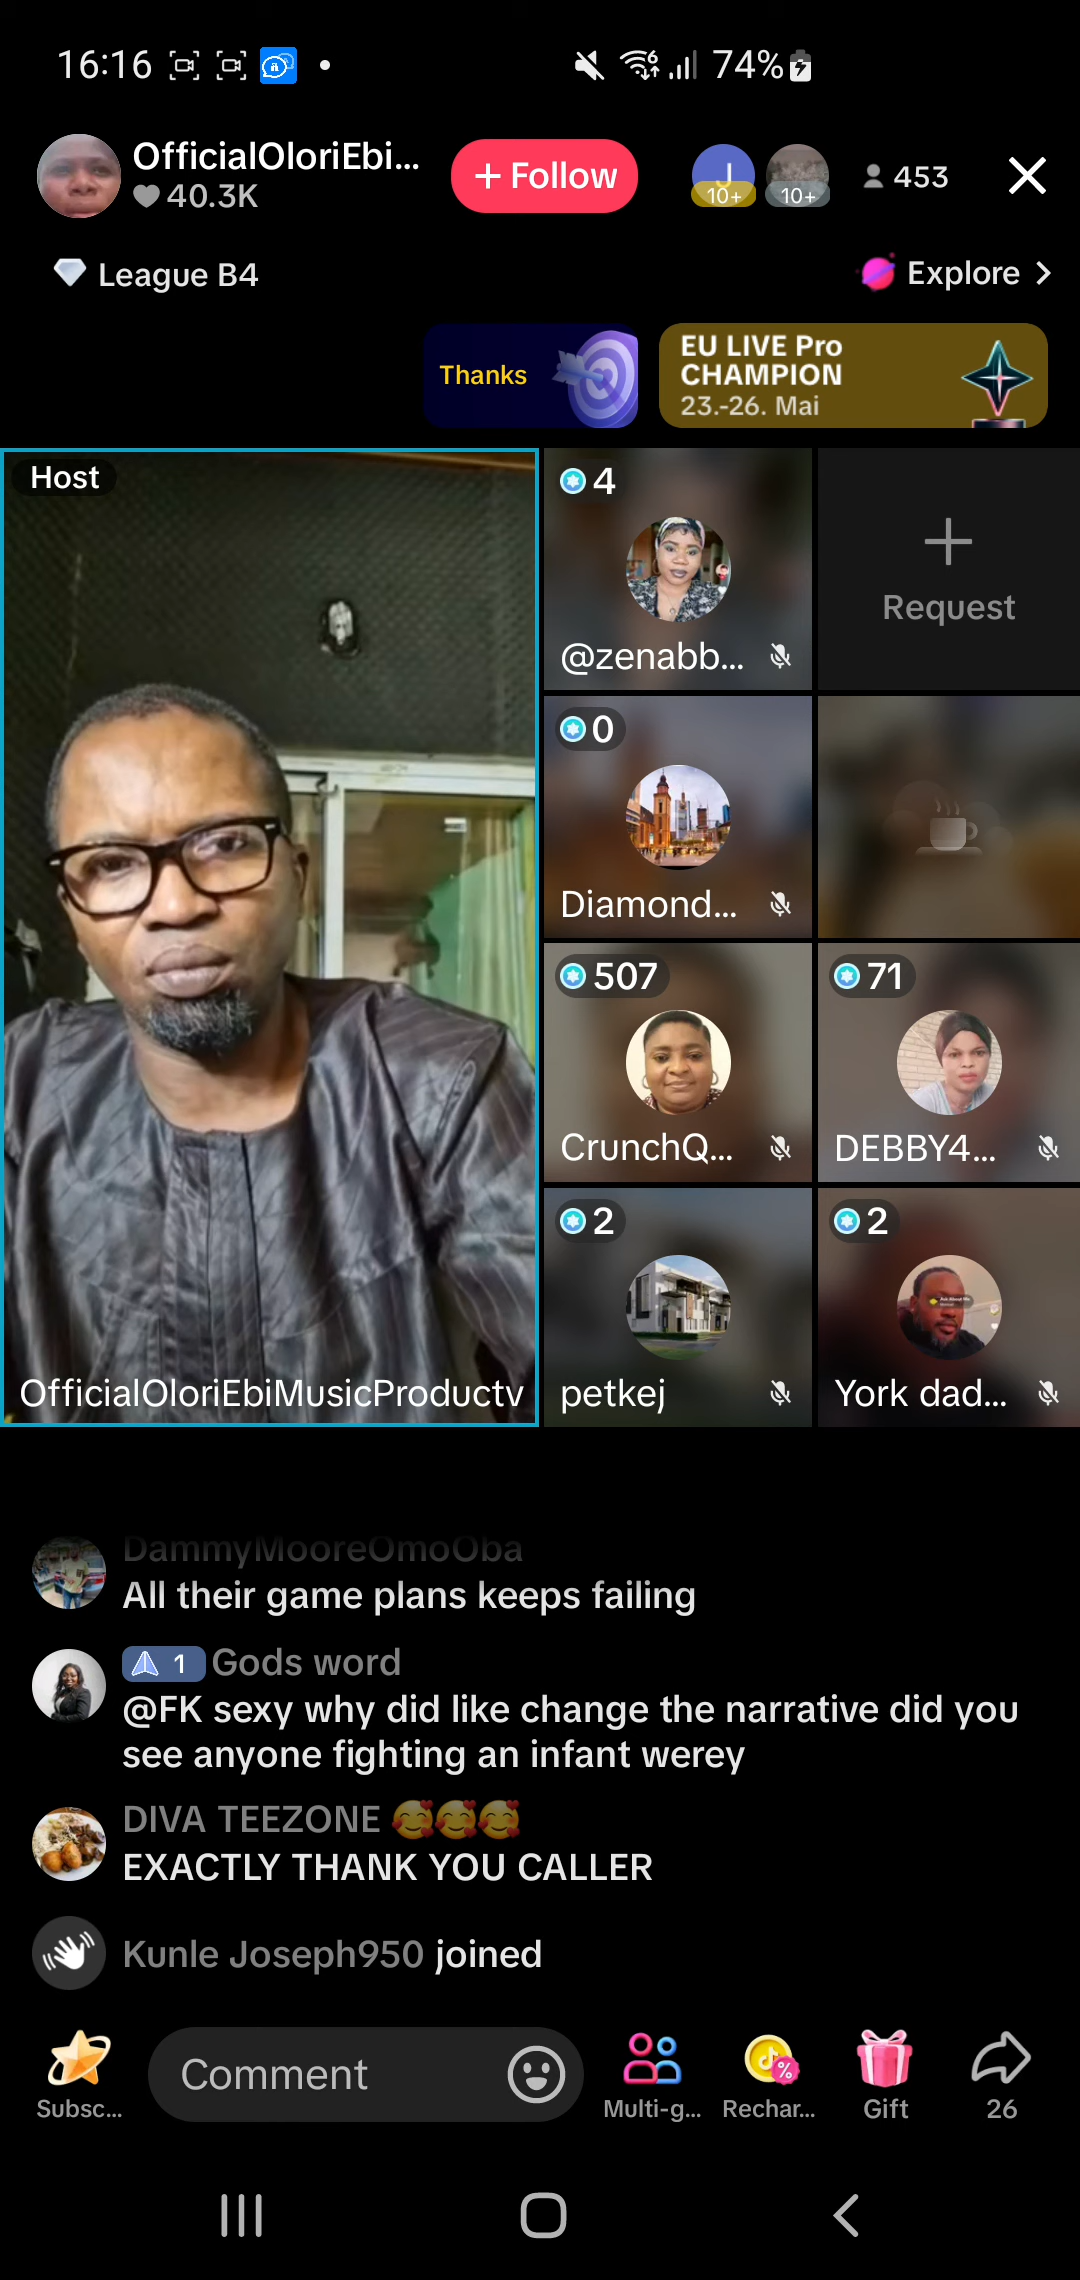 16:16
74%
OfficialOloriEbi...
40.3K
+ Follow
J
10+
10+
453
League B4
Explore >
Thanks
EU LIVE Pro
CHAMPION
23.-26. Mai
Host
4
@zenabb...
Request
0
Diamond...
507
CrunchQ...
71
DEBBY4...
2
petkej
2
York dad...
OfficialOloriEbiMusicProductv
DammyMooreOmoOba
All their game plans keeps failing
1 Gods word
@FK sexy why did like change the narrative did you
see anyone fighting an infant werey
DIVA TEEZONE 🥰🥰🥰
EXACTLY THANK YOU CALLER
Kunle Joseph950 joined
Comment
Subsc...
Multi-g...
Rechar...
Gift
26